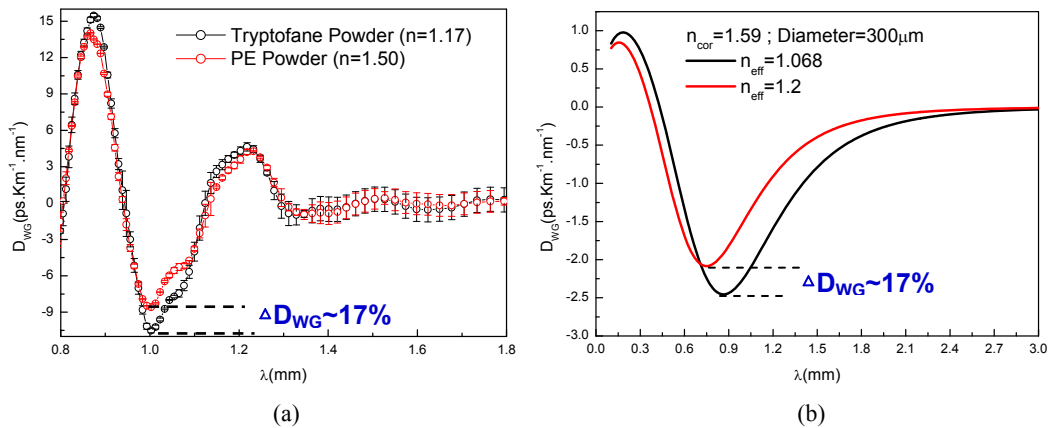 15
12
9
6
3
0
-3
-6
-9
0.8
1.0
1.2
1.4
1.6
1.8
D_WG(ps.Km⁻¹.nm⁻¹)
λ(mm)
Tryptofane Powder (n=1.17)
PE Powder (n=1.50)
ΔD_WG~17%
(a)
1.0
0.5
0.0
-0.5
-1.0
-1.5
-2.0
-2.5
-3.0
0.0
0.3
0.6
0.9
1.2
1.5
1.8
2.1
2.4
2.7
3.0
D_WG(ps.Km⁻¹.nm⁻¹)
λ(mm)
n_cor=1.59 ; Diameter=300μm
n_eff=1.068
n_eff=1.2
ΔD_WG~17%
(b)